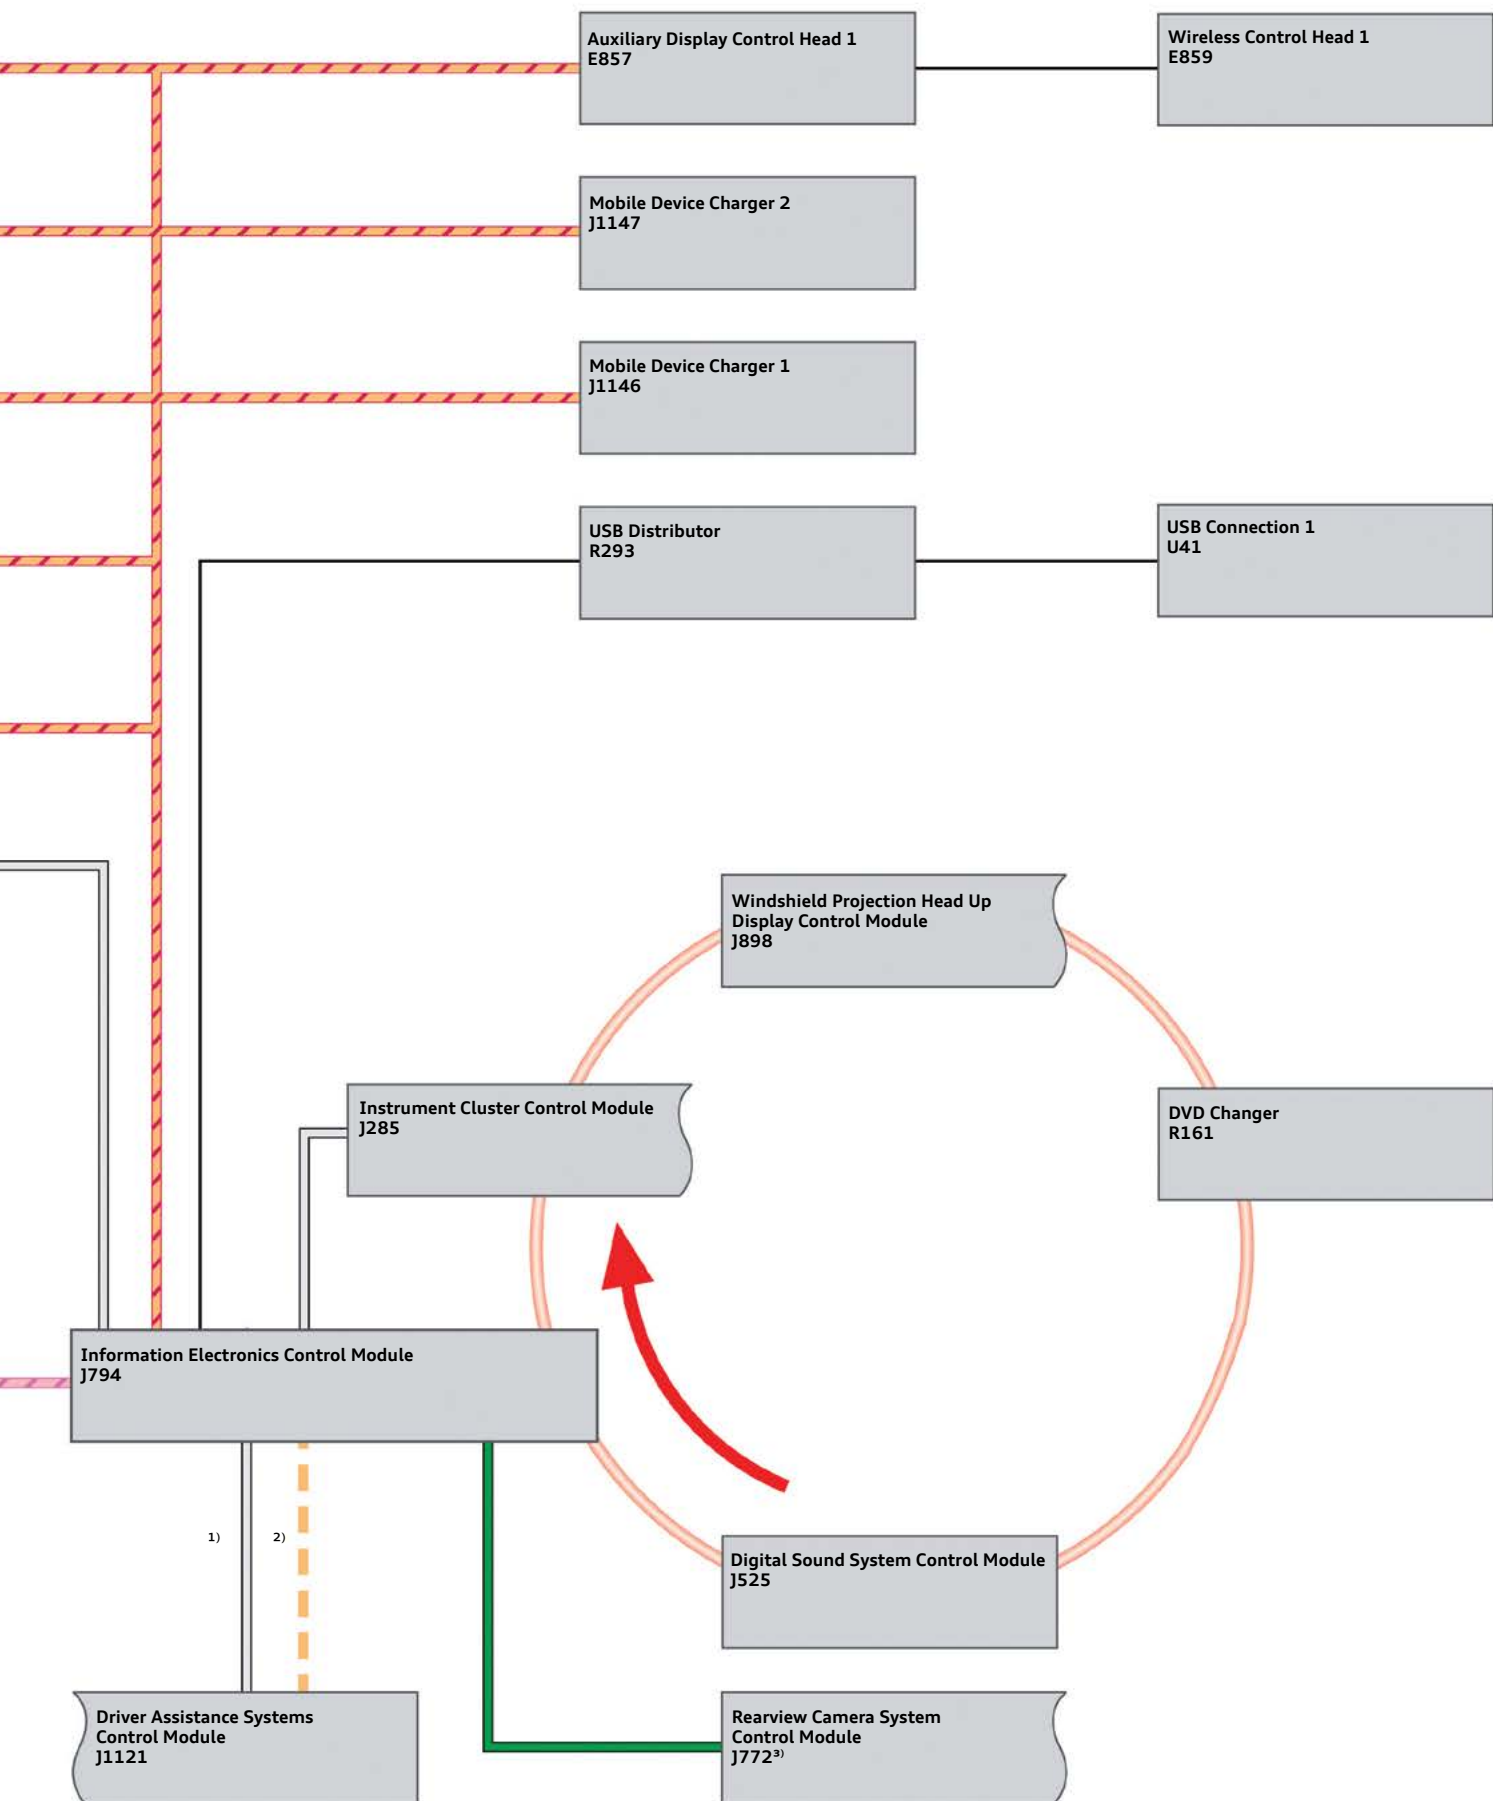 Auxiliary Display Control Head 1
E857
Wireless Control Head 1
E859
Mobile Device Charger 2
J1147
Mobile Device Charger 1
J1146
USB Distributor
R293
USB Connection 1
U41
Windshield Projection Head Up
Display Control Module
J898
Instrument Cluster Control Module
J285
DVD Changer
R161
Information Electronics Control Module
J794
1)
2)
Digital Sound System Control Module
J525
Driver Assistance Systems
Control Module
J1121
Rearview Camera System
Control Module
J772³⁾